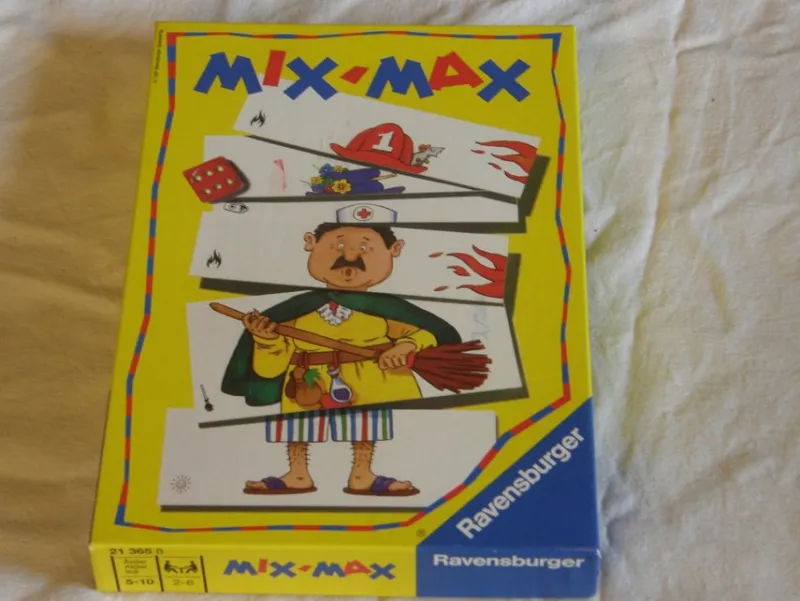 MIX-MAX
1
Ravensburger
®
21 365 8
5-10
2-6
MIX-MAX
Ravensburger